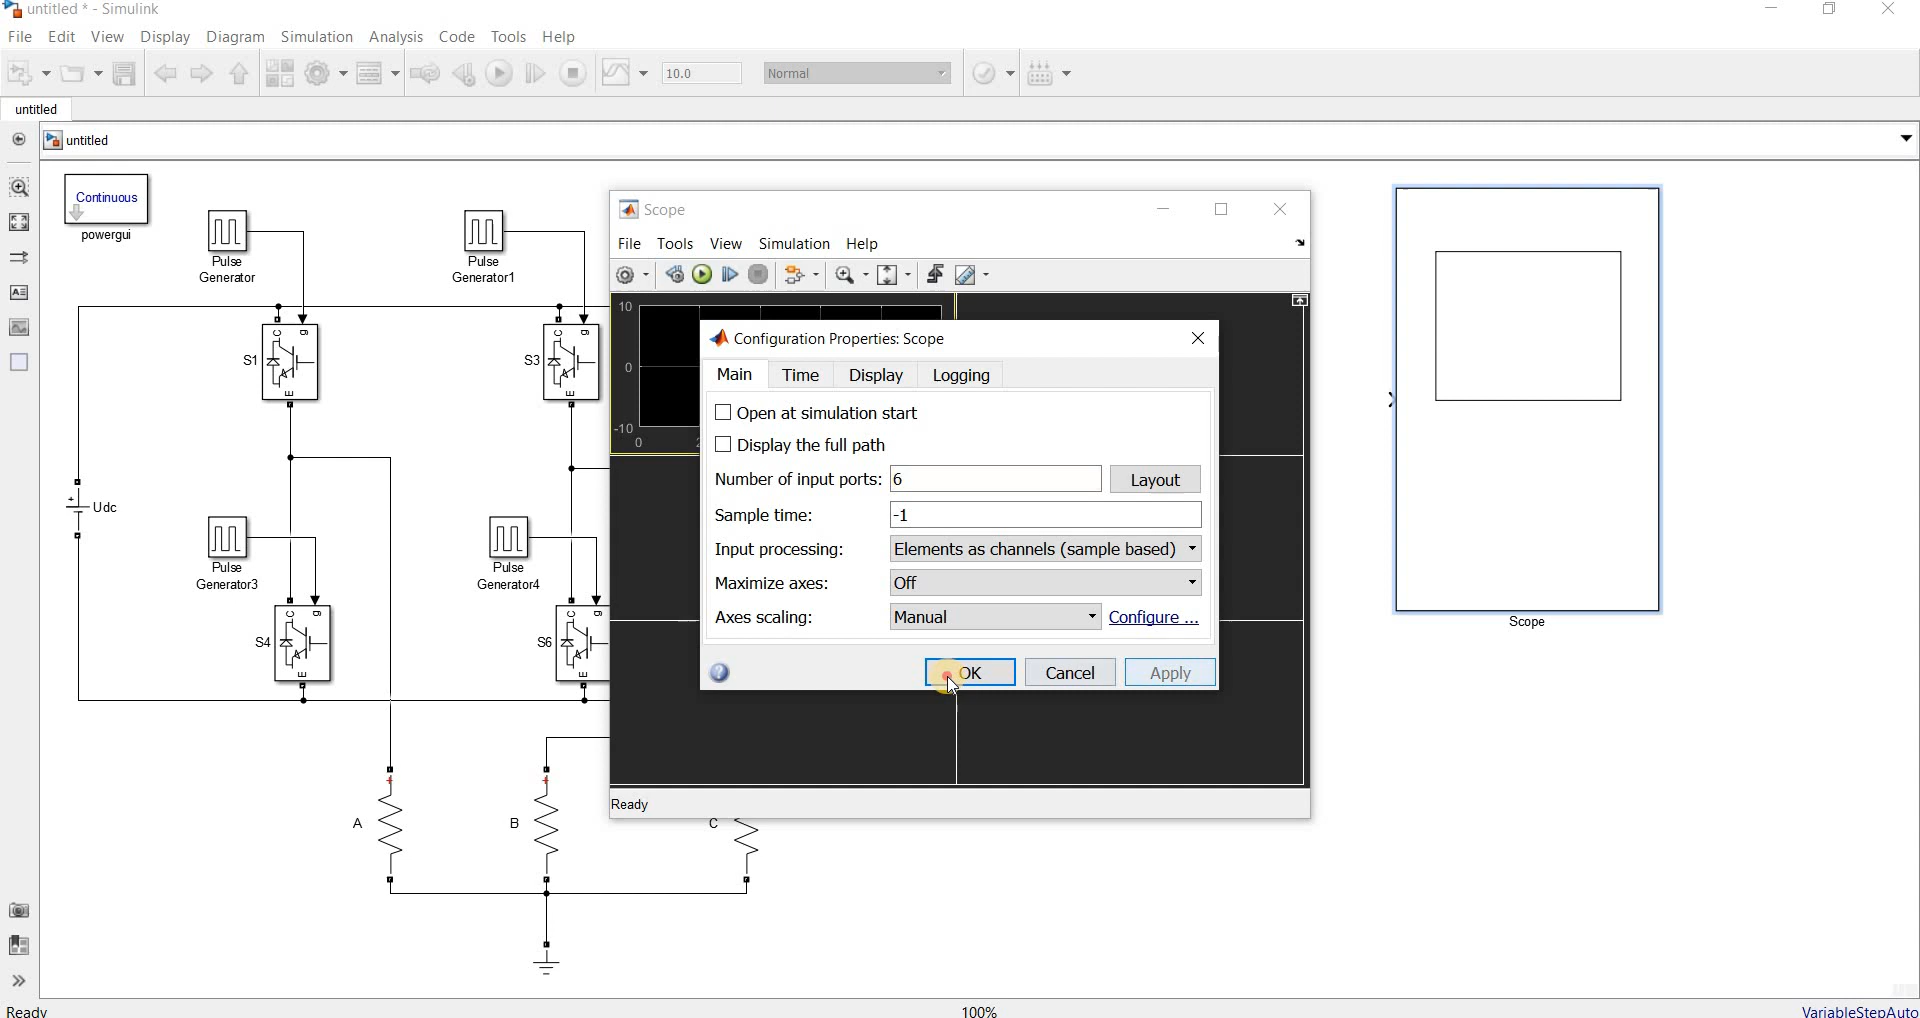 untitled * - Simulink
File Edit View Display Diagram Simulation Analysis Code Tools Help
10.0 Normal
untitled
untitled
Continuous
powergui
Pulse
Generator
Pulse
Generator1
C g
S1
E
C g
S3
E
+
Udc
Pulse
Generator3
Pulse
Generator4
C g
S4
E
C g
S6
E
+
A
+
B
C
Scope
File Tools View Simulation Help
10
0
-10
0
Configuration Properties: Scope
Main Time Display Logging
Open at simulation start
Display the full path
Number of input ports: 6 Layout
Sample time: -1
Input processing: Elements as channels (sample based)
Maximize axes: Off
Axes scaling: Manual Configure ...
OK Cancel Apply
Ready
Scope
Ready 100% VariableStepAuto